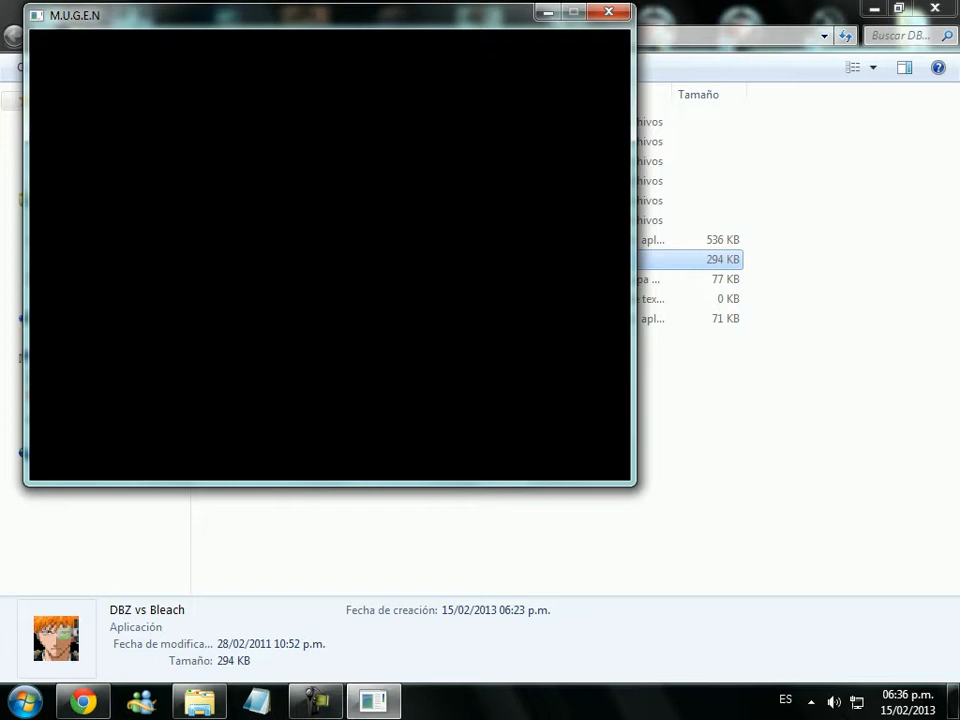 M.U.G.E.N
Buscar DB...
Tamaño
hivos
hivos
hivos
hivos
hivos
hivos
apl... 536 KB
294 KB
pa ... 77 KB
tex... 0 KB
apl... 71 KB
DBZ vs Bleach
Fecha de creación: 15/02/2013 06:23 p.m.
Aplicación
Fecha de modifica... 28/02/2011 10:52 p.m.
Tamaño: 294 KB
ES
06:36 p.m.
15/02/2013